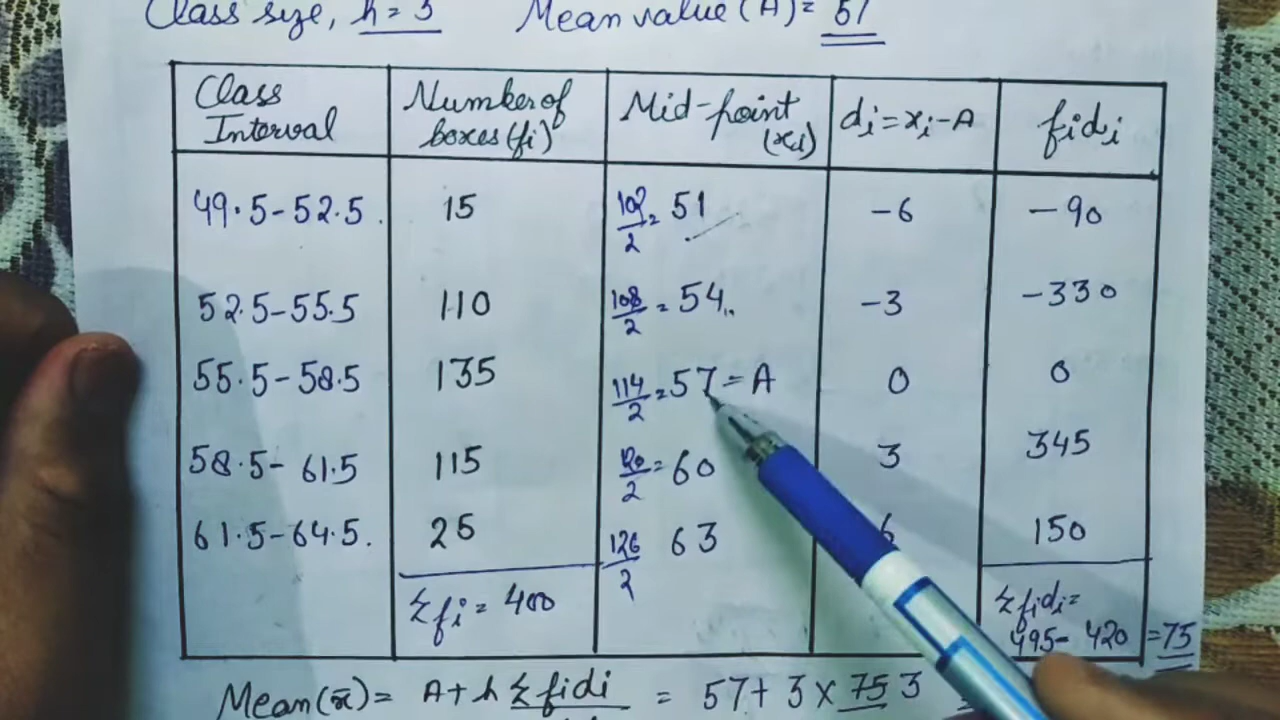 Class size, h = 3 Mean value (A) = 57
Class Interval Number of boxes (fi) Mid-point (xi) di = xi - A fidi
49.5-52.5 15 102/2 = 51 -6 -90
52.5-55.5 110 108/2 = 54 -3 -330
55.5-58.5 135 114/2 = 57 = A 0 0
58.5-61.5 115 120/2 = 60 3 345
61.5-64.5 25 126/2 63 6 150
Σfi = 400 Σfidi =
495- 420 = 75
Mean (x̄) = A + h Σfidi = 57 + 3 × 75 3